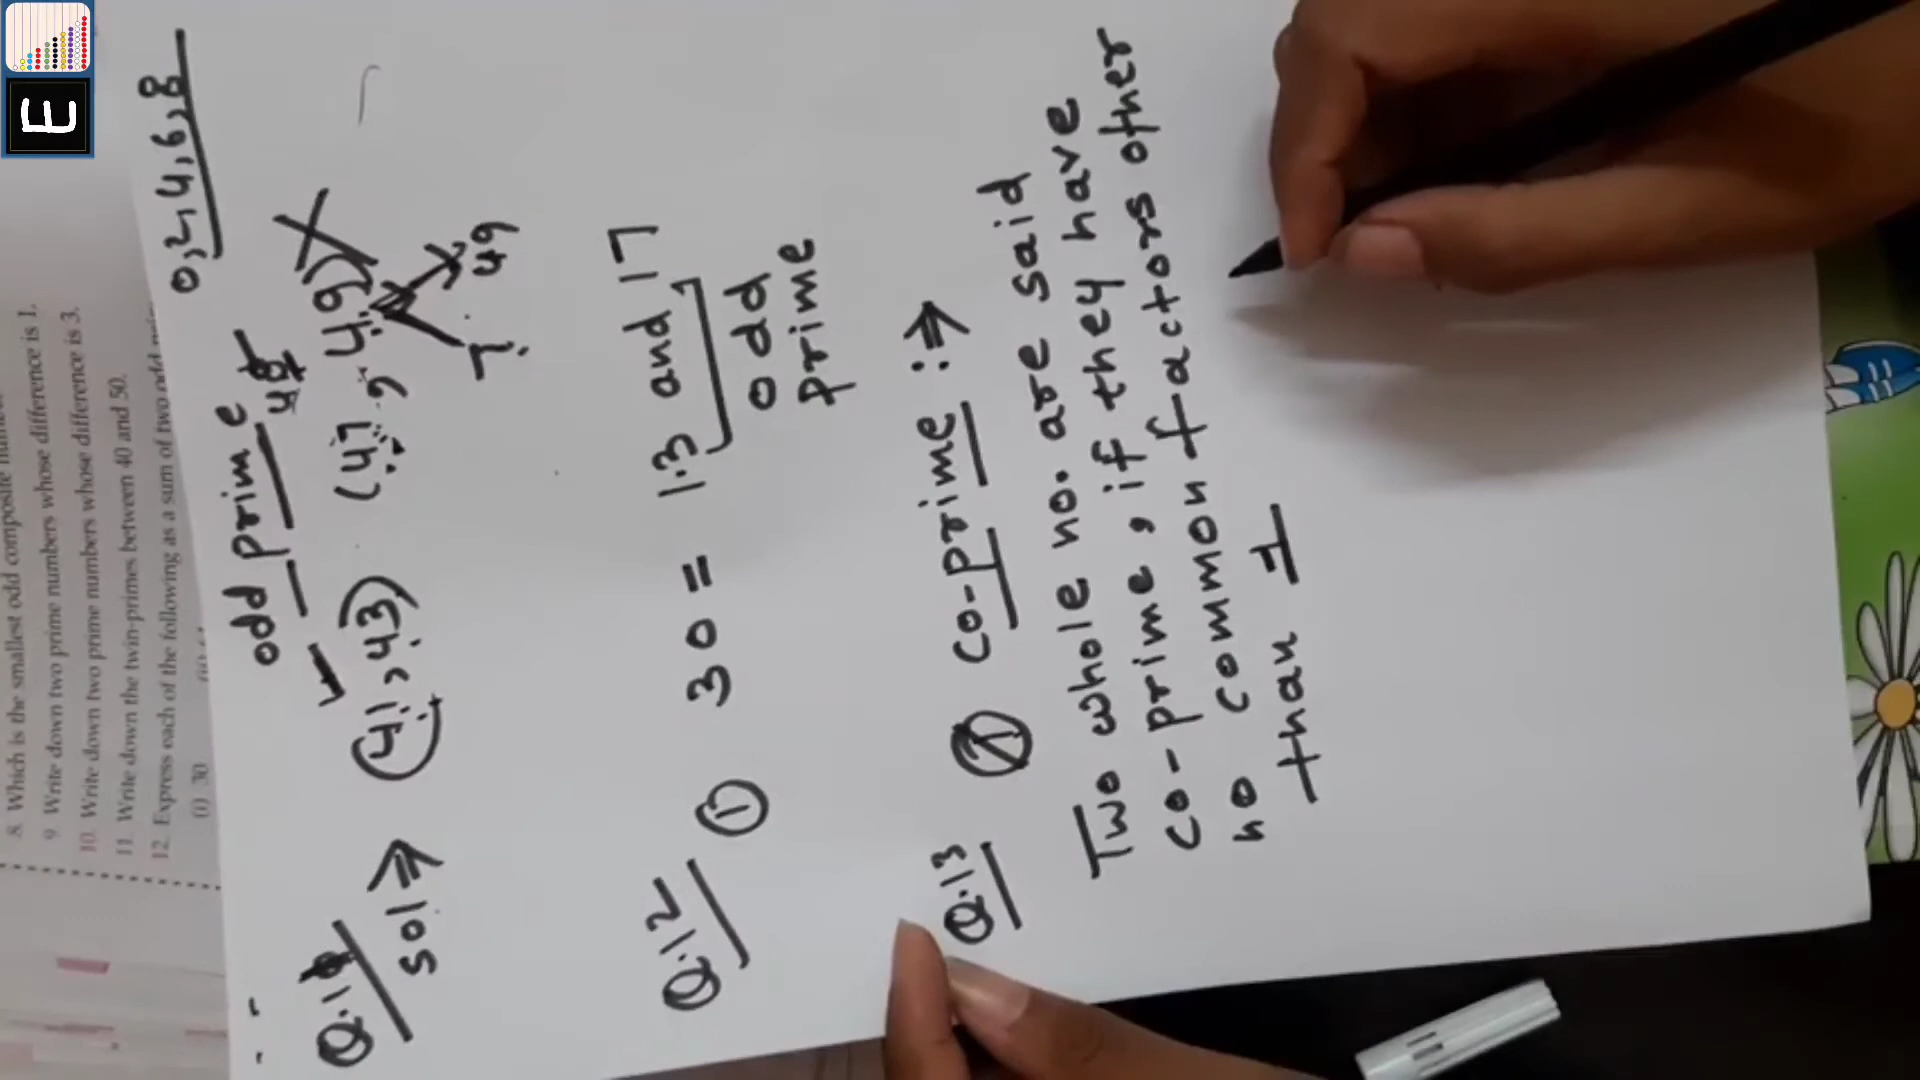 8. Which is the smallest odd composite
9. Write down two prime numbers whose difference is 1.
10. Write down two prime numbers whose difference is 3.
11. Write down the twin-primes between 40 and 50.
12. Express each of the following as a sum of two odd
(i) 30
0, 2, 4, 6, 8
odd prime
48
Q.11
sol ⇒ (41, 43) (47, 49)
7 49
Q.12 ① 30 = 13 and 17
odd
prime
Q.13 co-prime :⇒
Two whole no. are said
co-prime, if they have
no common factors other
than 1
E